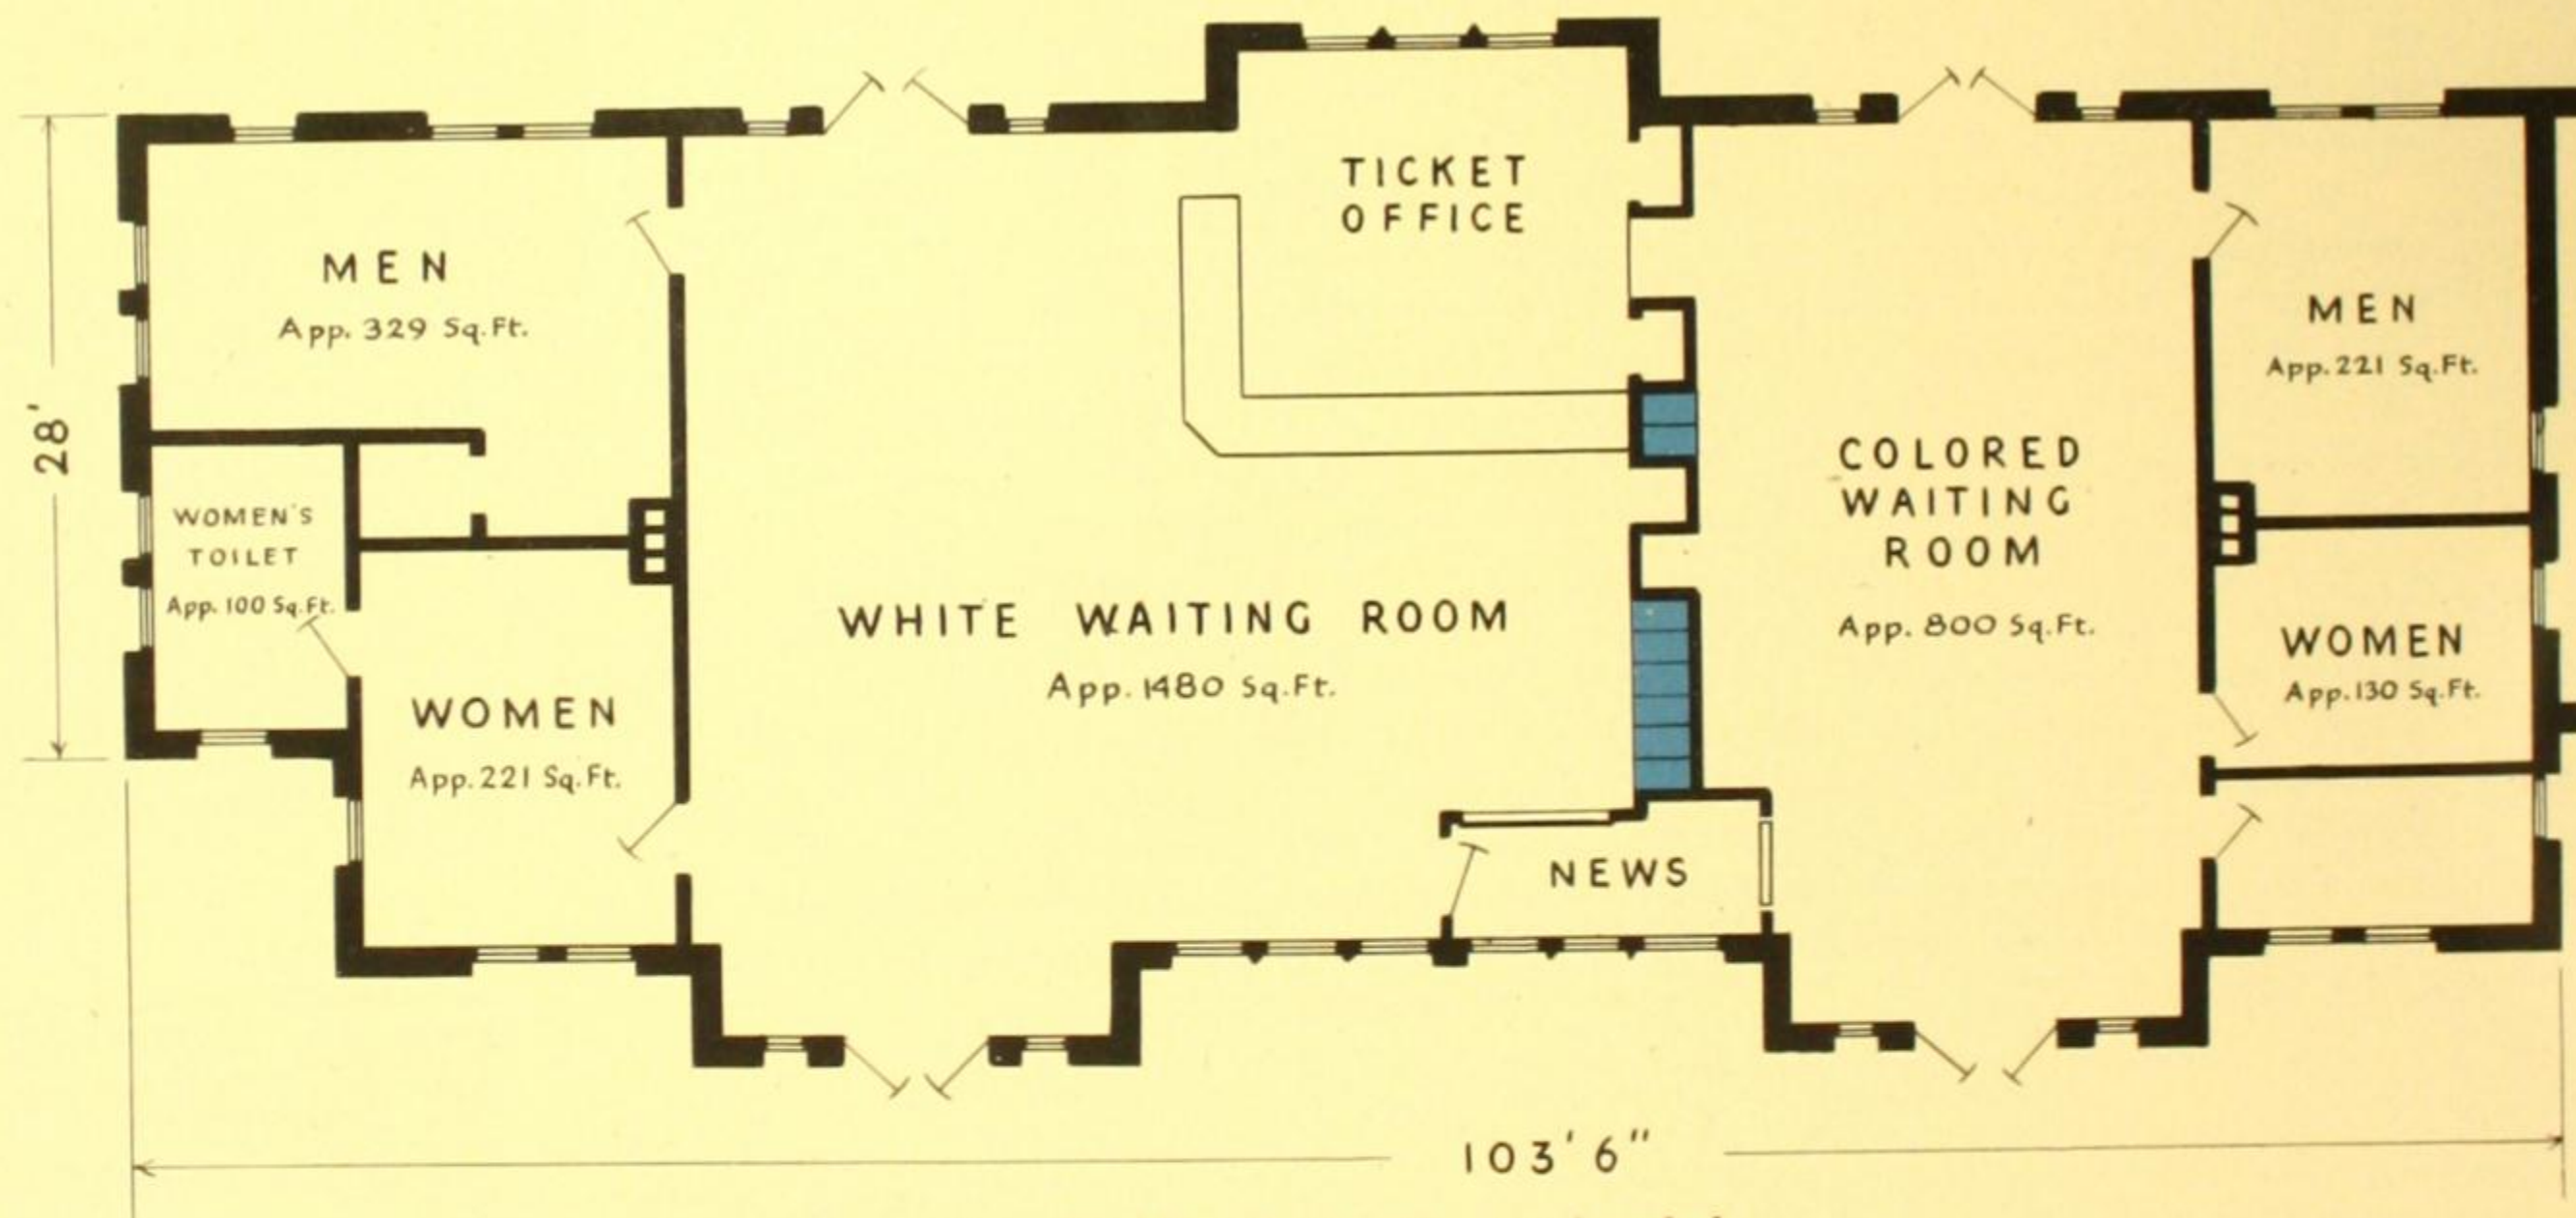 TICKET
OFFICE
MEN
App. 329 Sq.Ft.
MEN
App. 221 Sq.Ft.
28'
COLORED
WAITING
ROOM
App. 800 Sq.Ft.
WOMEN'S
TOILET
App. 100 Sq.Ft.
WHITE WAITING ROOM
App. 1480 Sq.Ft.
WOMEN
App. 130 Sq.Ft.
WOMEN
App. 221 Sq.Ft.
NEWS
103' 6"